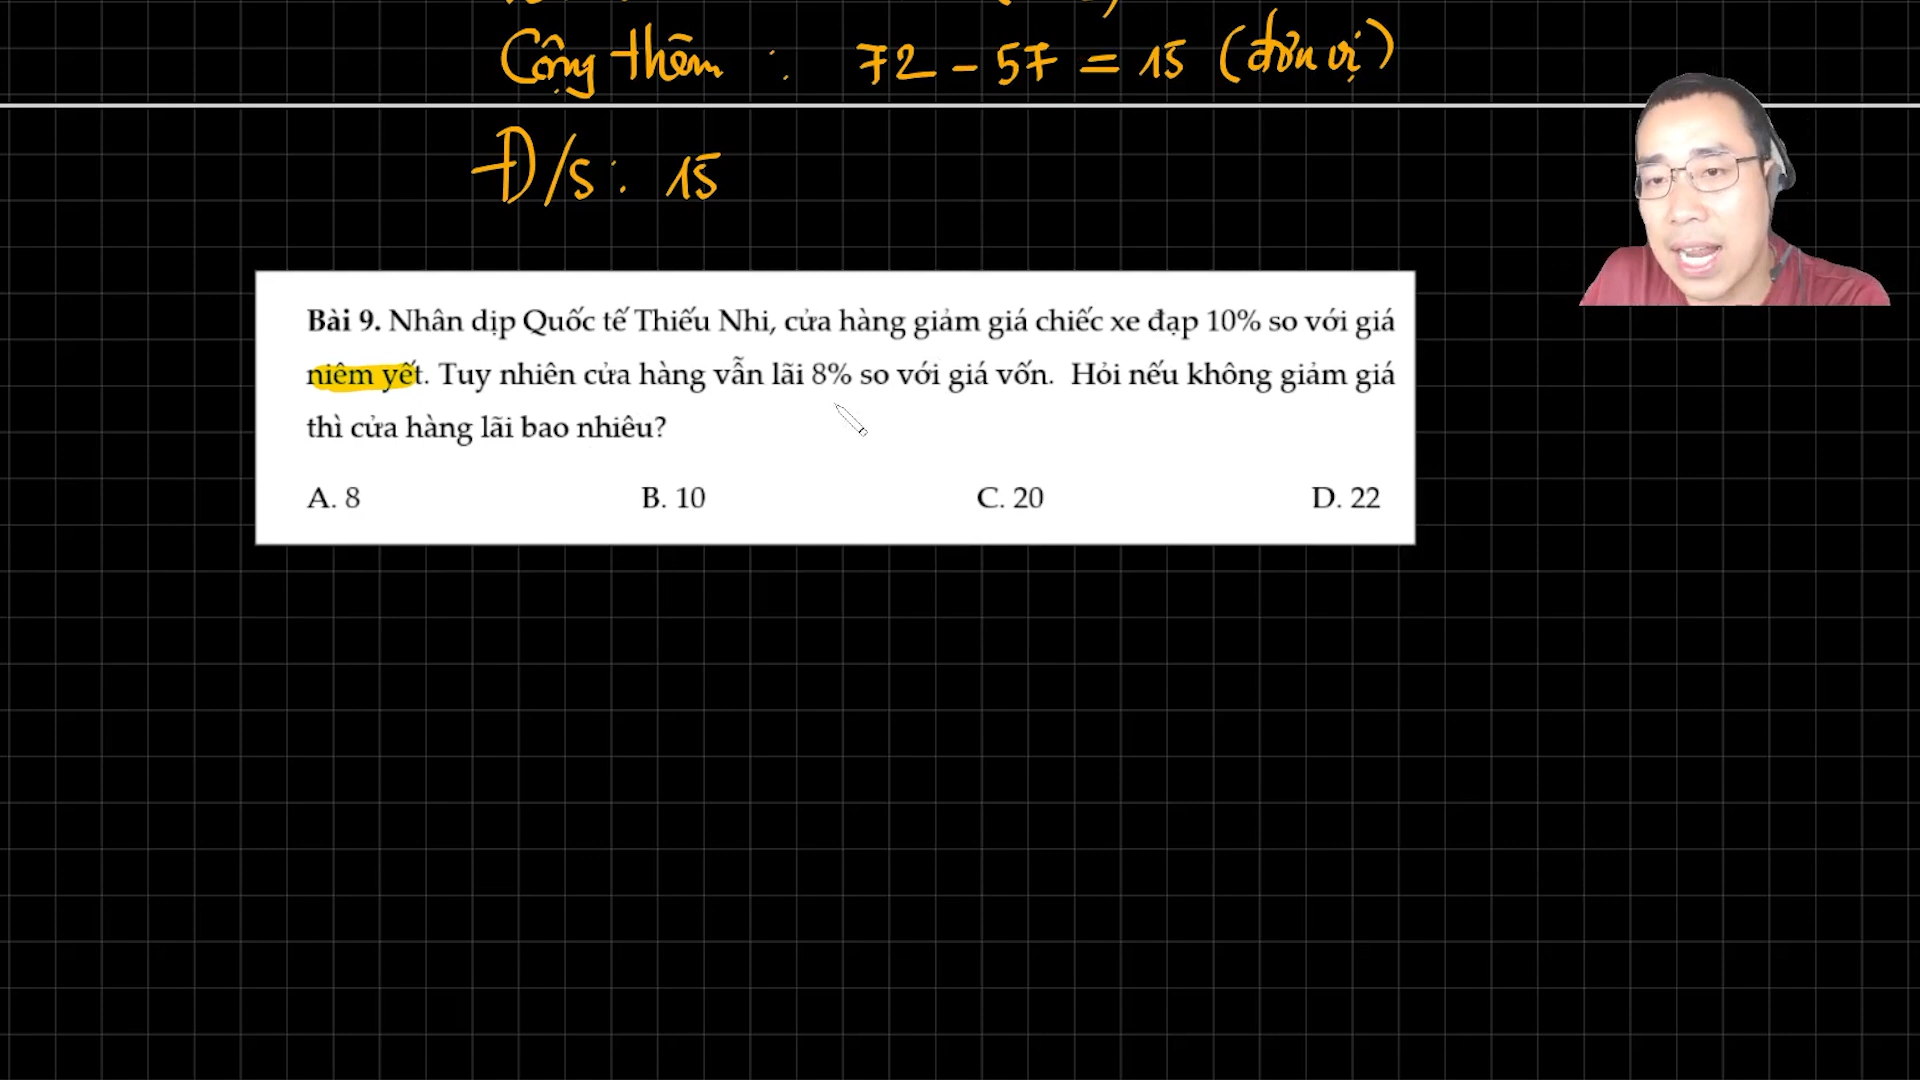 Cộng thêm : 72 - 57 = 15 (đơn vị)
Đ/s: 15
Bài 9. Nhân dịp Quốc tế Thiếu Nhi, cửa hàng giảm giá chiếc xe đạp 10% so với giá
niêm yết. Tuy nhiên cửa hàng vẫn lãi 8% so với giá vốn. Hỏi nếu không giảm giá
thì cửa hàng lãi bao nhiêu?
A. 8 B. 10 C. 20 D. 22